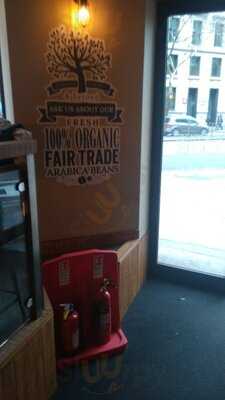 ASK US ABOUT OUR
FRESH
100% ORGANIC
FAIR TRADE
ARABICA BEANS